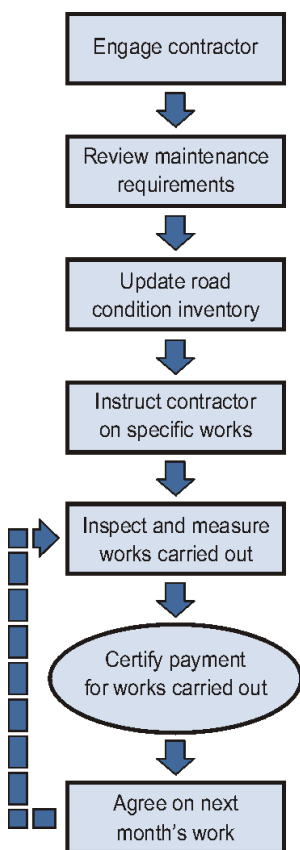 Engage contractor
Review maintenance
requirements
Update road
condition inventory
Instruct contractor
on specific works
Inspect and measure
works carried out
Certify payment
for works carried out
Agree on next
month's work